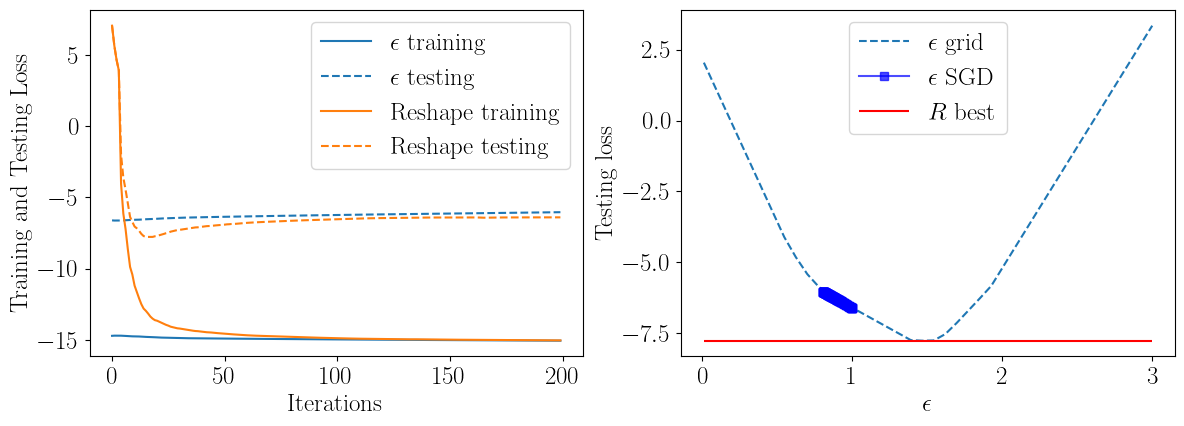 Training and Testing Loss
5
0
−5
−10
−15
0
50
100
150
200
Iterations
ϵ training
ϵ testing
Reshape training
Reshape testing
Testing loss
2.5
0.0
−2.5
−5.0
−7.5
0
1
2
3
ϵ
ϵ grid
ϵ SGD
R best